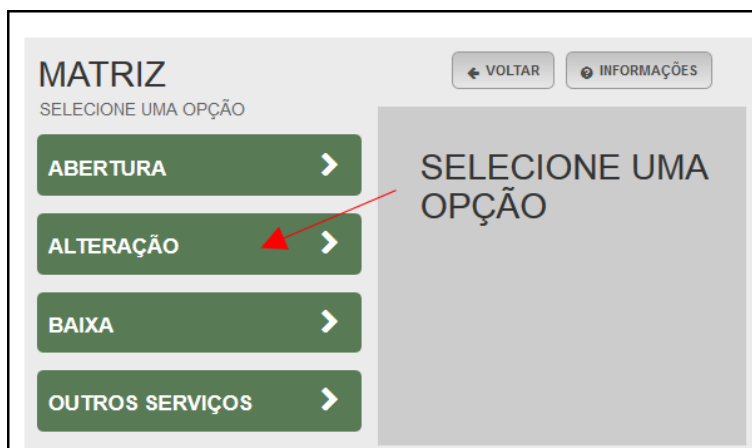 MATRIZ
SELECIONE UMA OPÇÃO
VOLTAR
INFORMAÇÕES
ABERTURA
ALTERAÇÃO
BAIXA
OUTROS SERVIÇOS
SELECIONE UMA
OPÇÃO